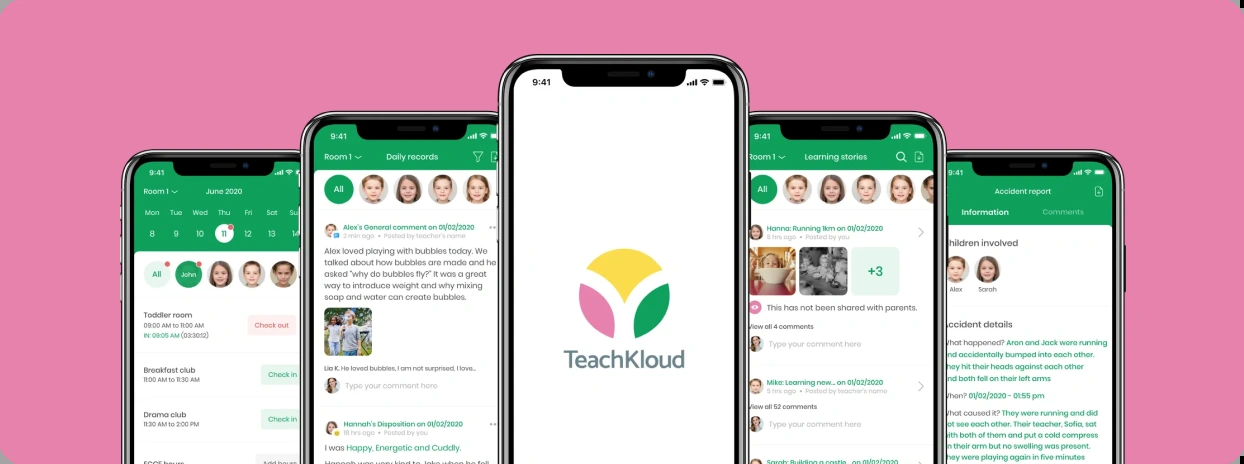 9:41
Room 1
June 2020
Mon Tue Wed Thu Fri Sat Su
8 9 10 11 12 13 14
All
John
Toddler room
09:00 AM to 11:00 AM
IN: 09:05 AM (03:30:12)
Check out
Breakfast club
11:00 AM to 11:30 AM
Check in
Drama club
11:30 AM to 2:00 PM
Check in
ECCE hours
Add hours
9:41
Room 1
Daily records
All
Alex's General comment on 01/02/2020
2 min ago • Posted by teacher's name
Alex loved playing with bubbles today. We
talked about how bubbles are made and he
asked "why do bubbles fly?" It was a great
way to introduce weight and why mixing
soap and water can create bubbles.
Lia K. He loved bubbles, I am not surprised, I love...
Type your comment here
Hannah's Disposition on 01/02/2020
18 hrs ago • Posted by you
I was Happy, Energetic and Cuddly.
Hannah was very kind to Jake when he fell
9:41
TeachKloud
9:41
Room 1
Learning stories
All
Hanna: Running 1km on 01/02/2020
5 hrs ago • Posted by you
+3
This has not been shared with parents.
View all 4 comments
Type your comment here
Mike: Learning new... on 01/02/2020
5 hrs ago • Posted by teacher's name
View all 52 comments
Type your comment here
Sarah: Building a castle... on 01/02/2020
9:41
Accident report
Information
Comments
hildren involved
Alex
Sarah
Accident details
hat happened? Aron and Jack were running
nd accidentally bumped into each other.
hey hit their heads against each other
nd both fell on their left arms
hen? 01/02/2020 - 01:55 pm
hat caused it? They were running and did
ot see each other. Their teacher, Sofia, sat
ith both of them and put a cold compress
n their arm but no swelling was present.
hey were playing again in five minutes